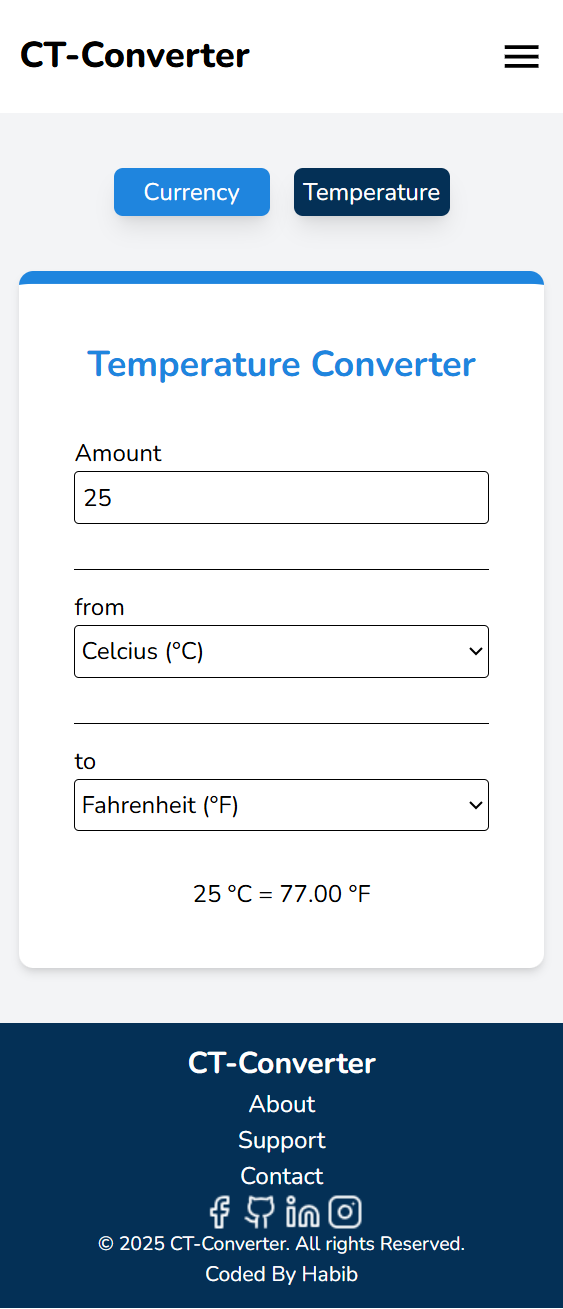 CT-Converter
Currency
Temperature
Temperature Converter
Amount
25
from
Celcius (°C)
to
Fahrenheit (°F)
25 °C = 77.00 °F
CT-Converter
About
Support
Contact
© 2025 CT-Converter. All rights Reserved.
Coded By Habib